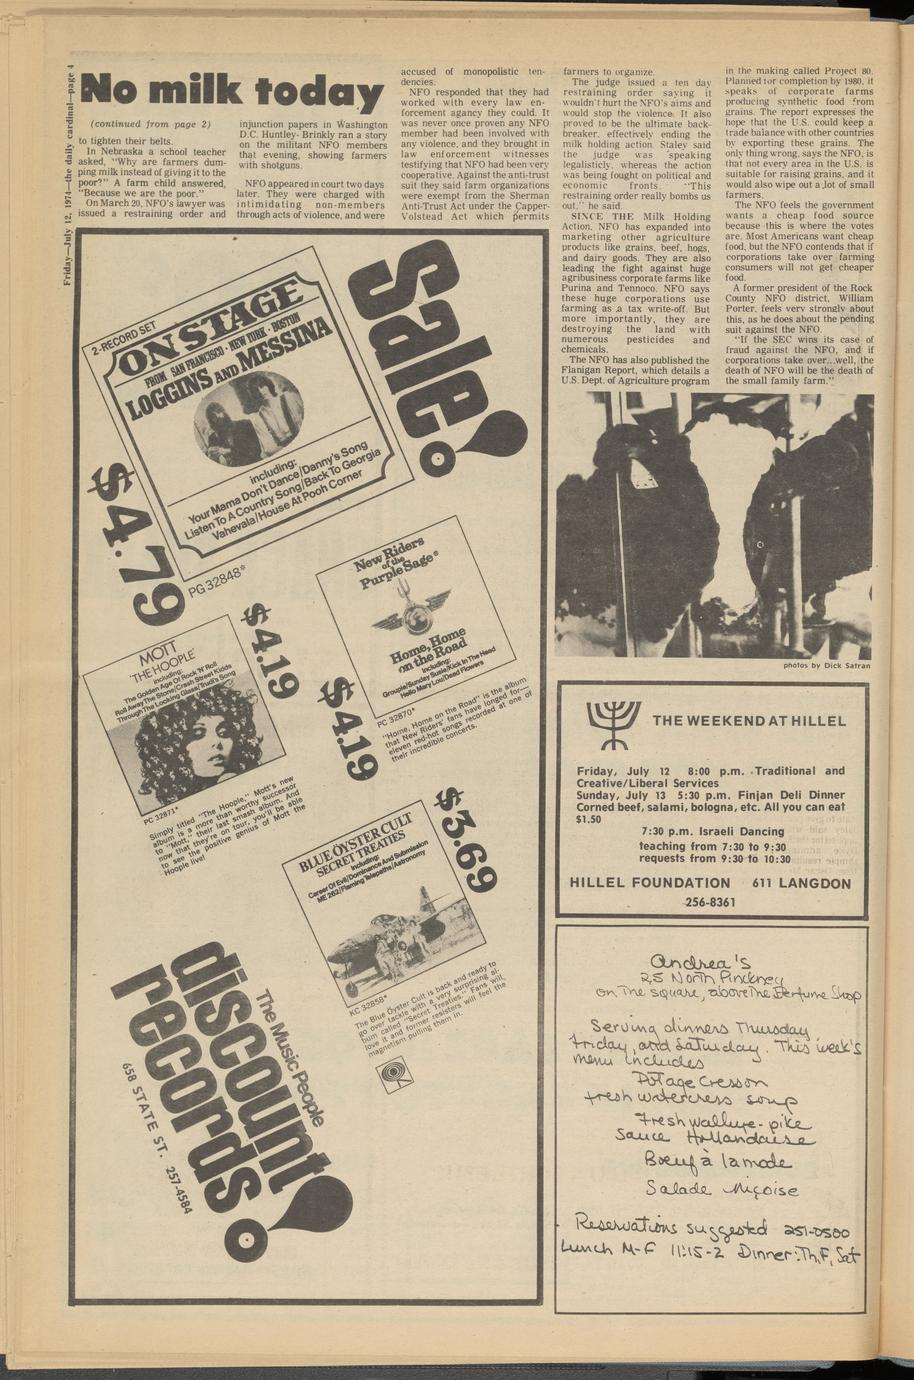 Friday—July 12, 1974—the daily cardinal—page 4
No milk today
(continued from page 2)
to tighten their belts.
In Nebraska a school teacher
asked, "Why are farmers dum-
ping milk instead of giving it to the
poor?" A farm child answered,
"Because we are the poor."
On March 20, NFO's lawyer was
issued a restraining order and
injunction papers in Washington
D.C. Huntley- Brinkly ran a story
on the militant NFO members
that evening, showing farmers
with shotguns.
NFO appeared in court two days
later. They were charged with
intimidating non-members
through acts of violence, and were
accused of monopolistic ten-
dencies.
NFO responded that they had
worked with every law en-
forcement agancy they could. It
was never once proven any NFO
member had been involved with
any violence, and they brought in
law enforcement witnesses
testifying that NFO had been very
cooperative. Against the anti-trust
suit they said farm organizations
were exempt from the Sherman
Anti-Trust Act under the Capper-
Volstead Act which permits
farmers to organize.
The judge issued a ten day
restraining order saying it
wouldn't hurt the NFO's aims and
would stop the violence. It also
proved to be the ultimate back-
breaker, effectively ending the
milk holding action. Staley said
the judge was speaking
legalisticly, whereas the action
was being fought on political and
economic fronts. "This
restraining order really bombs us
out," he said.
SINCE THE Milk Holding
Action, NFO has expanded into
marketing other agriculture
products like grains, beef, hogs,
and dairy goods. They are also
leading the fight against huge
agribusiness corporate farms like
Purina and Tennoco. NFO says
these huge corporations use
farming as a tax write-off. But
more importantly, they are
destroying the land with
numerous pesticides and
chemicals.
The NFO has also published the
Flanigan Report, which details a
U.S. Dept. of Agriculture program
in the making called Project 80.
Planned for completion by 1980, it
speaks of corporate farms
producing synthetic food from
grains. The report expresses the
hope that the U.S. could keep a
trade balance with other countries
by exporting these grains. The
only thing wrong, says the NFO, is
that not every area in the U.S. is
suitable for raising grains, and it
would also wipe out a lot of small
farmers.
The NFO feels the government
wants a cheap food source
because this is where the votes
are. Most Americans want cheap
food, but the NFO contends that if
corporations take over farming
consumers will not get cheaper
food.
A former president of the Rock
County NFO district, William
Porter, feels very strongly about
this, as he does about the pending
suit against the NFO.
"If the SEC wins its case of
fraud against the NFO, and if
corporations take over...well, the
death of NFO will be the death of
the small family farm."
photos by Dick Satran
Sale!
2-RECORD SET
ON STAGE
FROM SAN FRANCISCO · NEW YORK · BOSTON
LOGGINS AND MESSINA
including:
Your Mama Don't Dance/Danny's Song
Listen To A Country Song/Back To Georgia
Vahevala/House At Pooh Corner
PG 32848*
$4.79
New Riders
of the
Purple Sage®
Home, Home
on the Road
including:
Groupie/Sunday Susie/Kick In The Head
Hello Mary Lou/Dead Flowers
PC 32870*
$4.19
"Home, Home on the Road" is the album
that New Riders' fans have longed for—
eleven red-hot songs recorded at one of
their incredible concerts.
MOTT
'THE HOOPLE'
including:
The Golden Age Of Rock 'N' Roll
Roll Away The Stone/Crash Street Kidds
Through The Looking Glass/Trudi's Song
PC 32871*
$4.19
Simply titled "The Hoople," Mott's new
album is a more than worthy successor
to "Mott," their last smash album. And
now that they're on tour, you'll be able
to see the positive genius of Mott the
Hoople live!
BLUE ÖYSTER CULT
SECRET TREATIES
including:
Career Of Evil/Dominance And Submission
ME 262/Flaming Telepaths/Astronomy
KC 32858*
$3.69
The Blue Öyster Cult is back and ready to
go over tackle with a very surprising al-
bum called "Secret Treaties." Fans will
love it and former resisters will feel the
magnetism pulling them in.
The Music People
discount
records!
658 STATE ST. 257-4584
THE WEEKEND AT HILLEL
Friday, July 12 8:00 p.m. Traditional and
Creative/Liberal Services
Sunday, July 13 5:30 p.m. Finjan Deli Dinner
Corned beef, salami, bologna, etc. All you can eat
$1.50
7:30 p.m. Israeli Dancing
teaching from 7:30 to 9:30
requests from 9:30 to 10:30
HILLEL FOUNDATION 611 LANGDON
256-8361
Andrea's
25 North Pinckney
on the square, above the Perfume Shop
Serving dinners Thursday
Friday, and Saturday. This week's
menu includes
Potage Cresson
fresh watercress soup
Fresh walleye-pike
Sauce Hollandaise
Boeuf à la mode
Salade Niçoise
Reservations suggested 251-0500
Lunch M-F 11:15-2 Dinner: Th, F, Sat